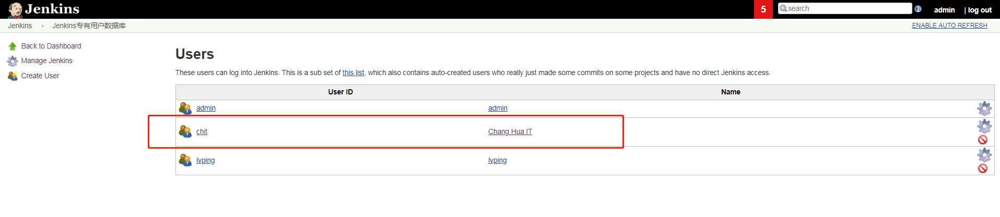 Jenkins
5
search
admin
| log out
Jenkins
Jenkins专有用户数据库
ENABLE AUTO REFRESH
Back to Dashboard
Manage Jenkins
Create User
Users
These users can log into Jenkins. This is a sub set of this list, which also contains auto-created users who really just made some commits on some projects and have no direct Jenkins access.
User ID Name
admin admin
chit Chang Hua IT
lvping lvping